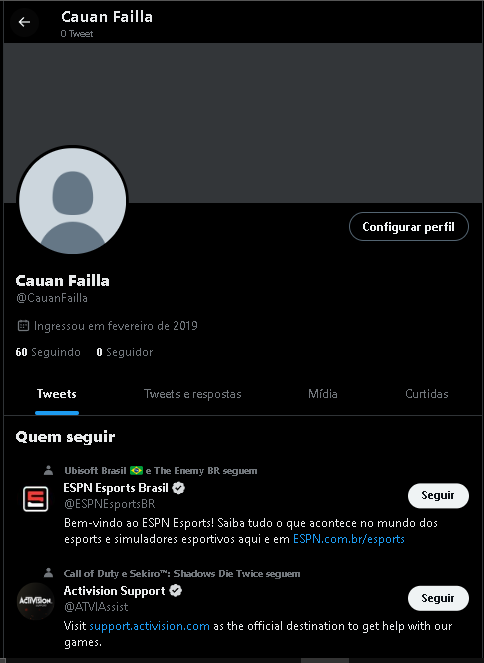 Cauan Failla
0 Tweet
Configurar perfil
Cauan Failla
@CauanFailla
Ingressou em fevereiro de 2019
60 Seguindo 0 Seguidor
Tweets Tweets e respostas Mídia Curtidas
Quem seguir
Ubisoft Brasil 🇧🇷 e The Enemy BR seguem
ESPN Esports Brasil
@ESPNEsportsBR
Seguir
Bem-vindo ao ESPN Esports! Saiba tudo o que acontece no mundo dos
esports e simuladores esportivos aqui e em ESPN.com.br/esports
Call of Duty e Sekiro™: Shadows Die Twice seguem
ACTIVISION
Activision Support
@ATVIAssist
Seguir
Visit support.activision.com as the official destination to get help with our
games.